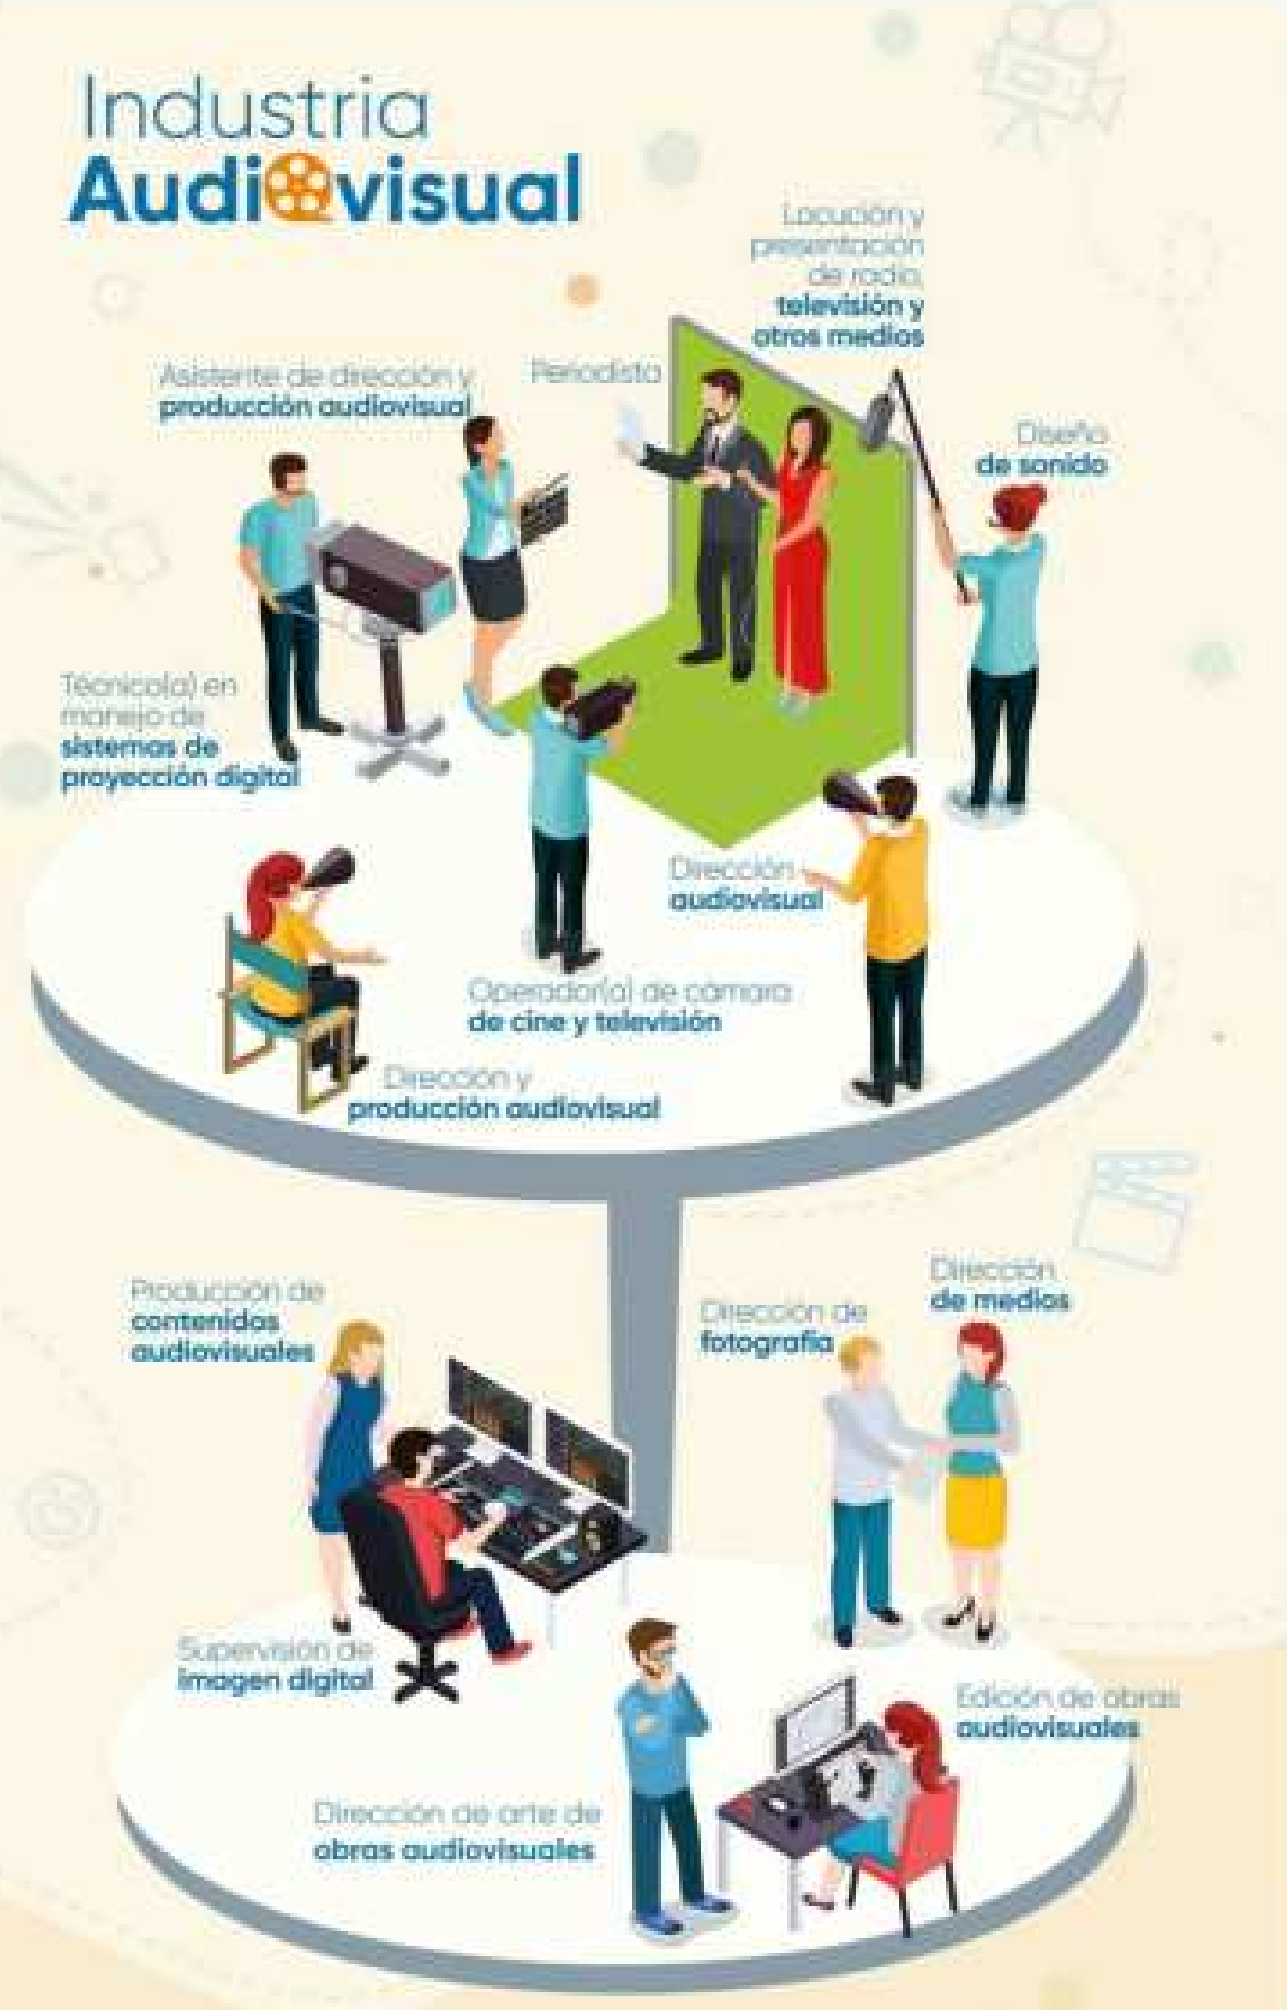 Industria
Audiovisual
Locución y
presentación
de radio,
televisión y
otros medios
Asistente de dirección y
producción audiovisual
Periodista
Diseño
de sonido
Técnico(a) en
manejo de
sistemas de
proyección digital
Dirección
audiovisual
Operador(a) de cámara
de cine y televisión
Dirección y
producción audiovisual
Producción de
contenidos
audiovisuales
Dirección de
fotografía
Dirección
de medios
Supervisión de
imagen digital
Edición de obras
audiovisuales
Dirección de arte de
obras audiovisuales